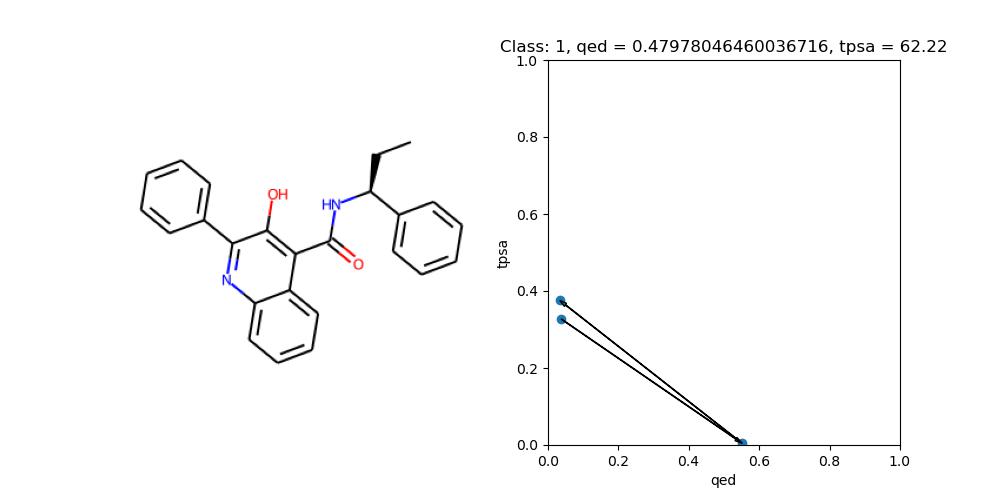 Class: 1, qed = 0.47978046460036716, tpsa = 62.22
OH
HN
O
N
1.0
0.8
0.6
0.4
0.2
0.0
tpsa
0.0 0.2 0.4 0.6 0.8 1.0
qed